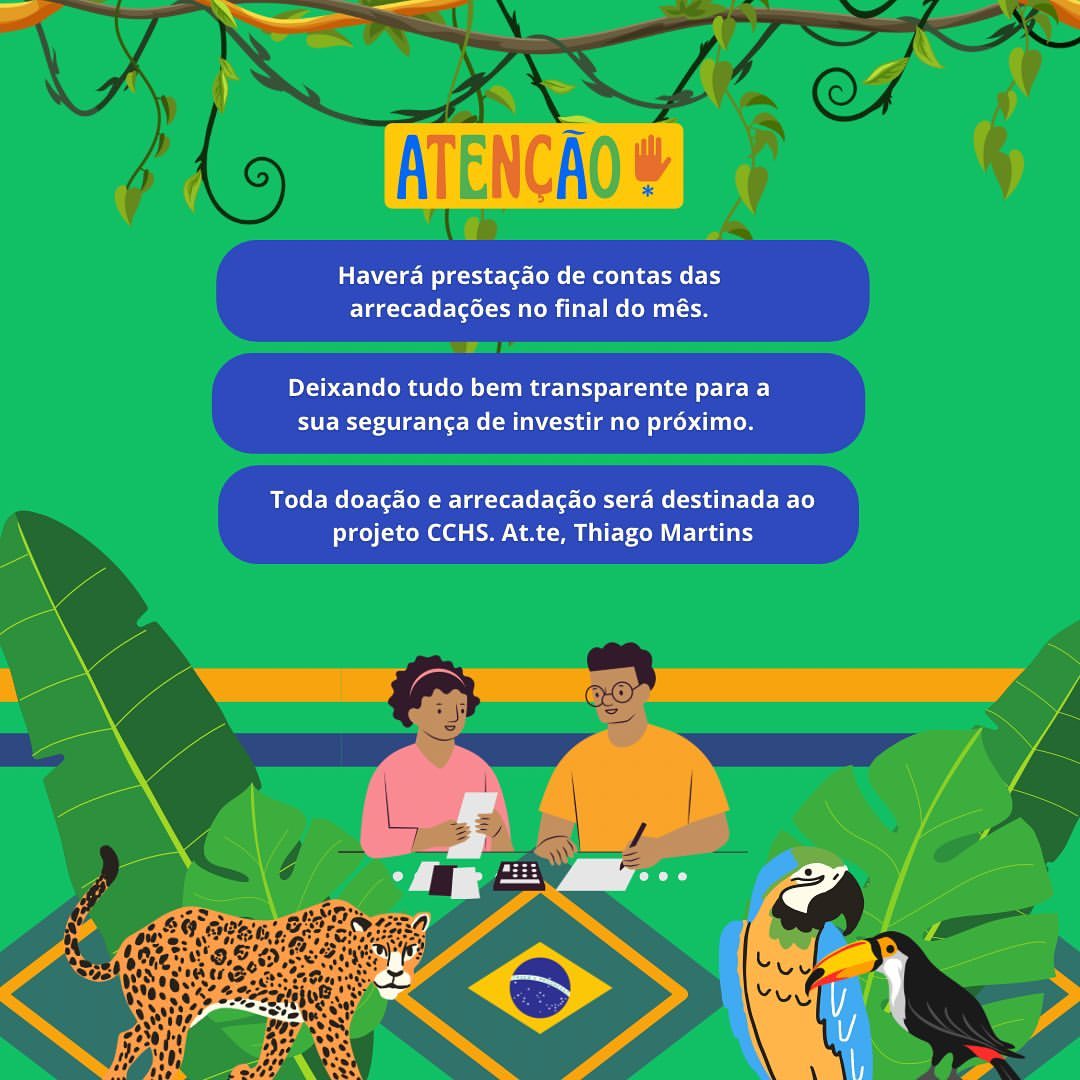 ATENÇÃO
Haverá prestação de contas das
arrecadações no final do mês.
Deixando tudo bem transparente para a
sua segurança de investir no próximo.
Toda doação e arrecadação será destinada ao
projeto CCHS. At.te, Thiago Martins